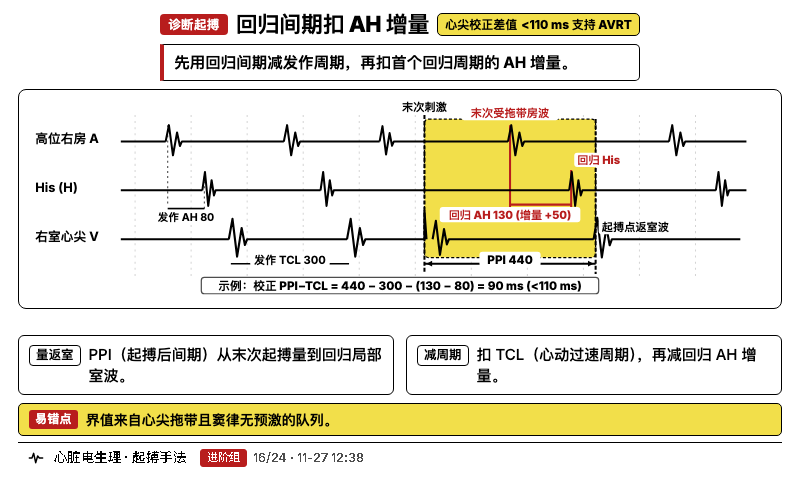 诊断起搏 回归间期扣 AH 增量 心尖校正差值 <110 ms 支持 AVRT
先用回归间期减发作周期，再扣首个回归周期的 AH 增量。
末次刺激
末次受拖带房波
高位右房 A
回归 His
His (H)
发作 AH 80
回归 AH 130 (增量 +50)
起搏点返室波
右室心尖 V
发作 TCL 300
PPI 440
示例：校正 PPI−TCL = 440 − 300 − (130 − 80) = 90 ms (<110 ms)
量返室 PPI（起搏后间期）从末次起搏量到回归局部
室波。
减周期 扣 TCL（心动过速周期），再减回归 AH 增
量。
易错点 界值来自心尖拖带且窦律无预激的队列。
心脏电生理 · 起搏手法 进阶组 16/24 · 11-27 12:38